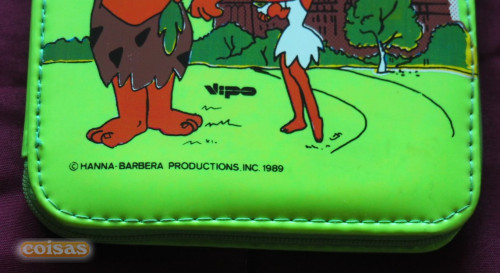 vipo
© HANNA-BARBERA PRODUCTIONS, INC. 1989
coisas